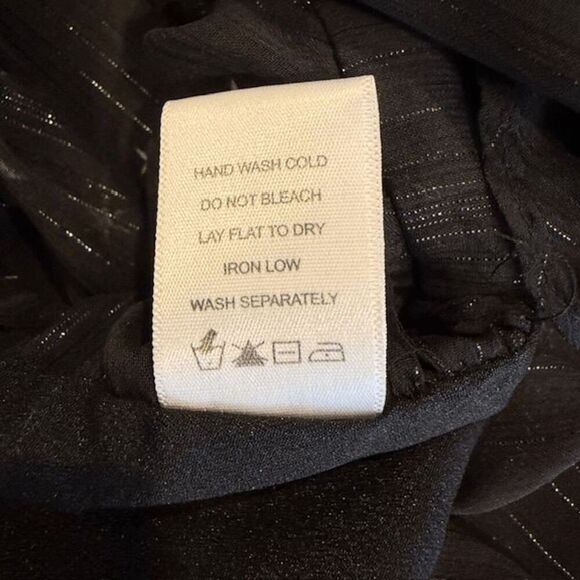 HAND WASH COLD
DO NOT BLEACH
LAY FLAT TO DRY
IRON LOW
WASH SEPARATELY